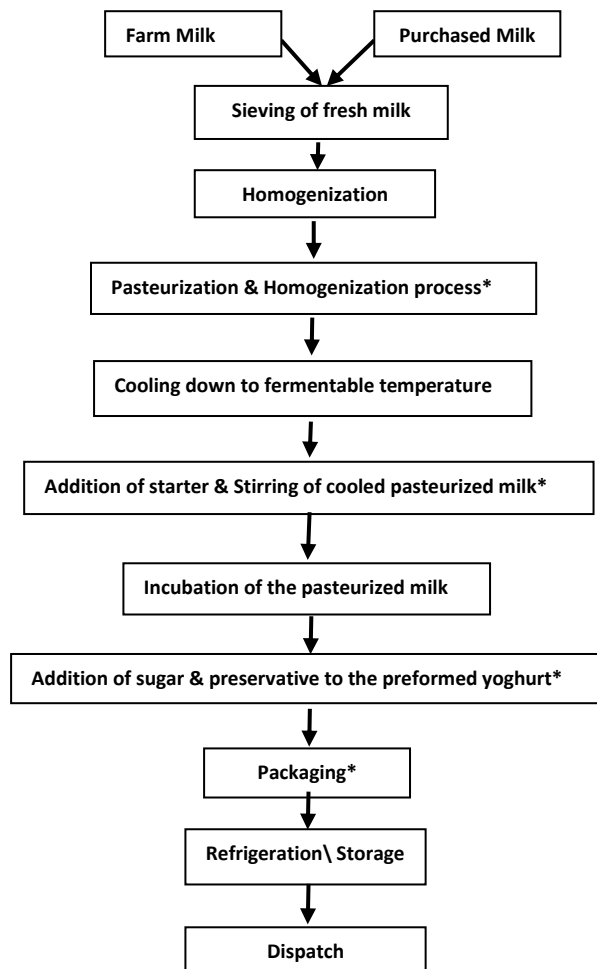 Farm Milk
Purchased Milk
Sieving of fresh milk
Homogenization
Pasteurization & Homogenization process*
Cooling down to fermentable temperature
Addition of starter & Stirring of cooled pasteurized milk*
Incubation of the pasteurized milk
Addition of sugar & preservative to the preformed yoghurt*
Packaging*
Refrigeration\ Storage
Dispatch